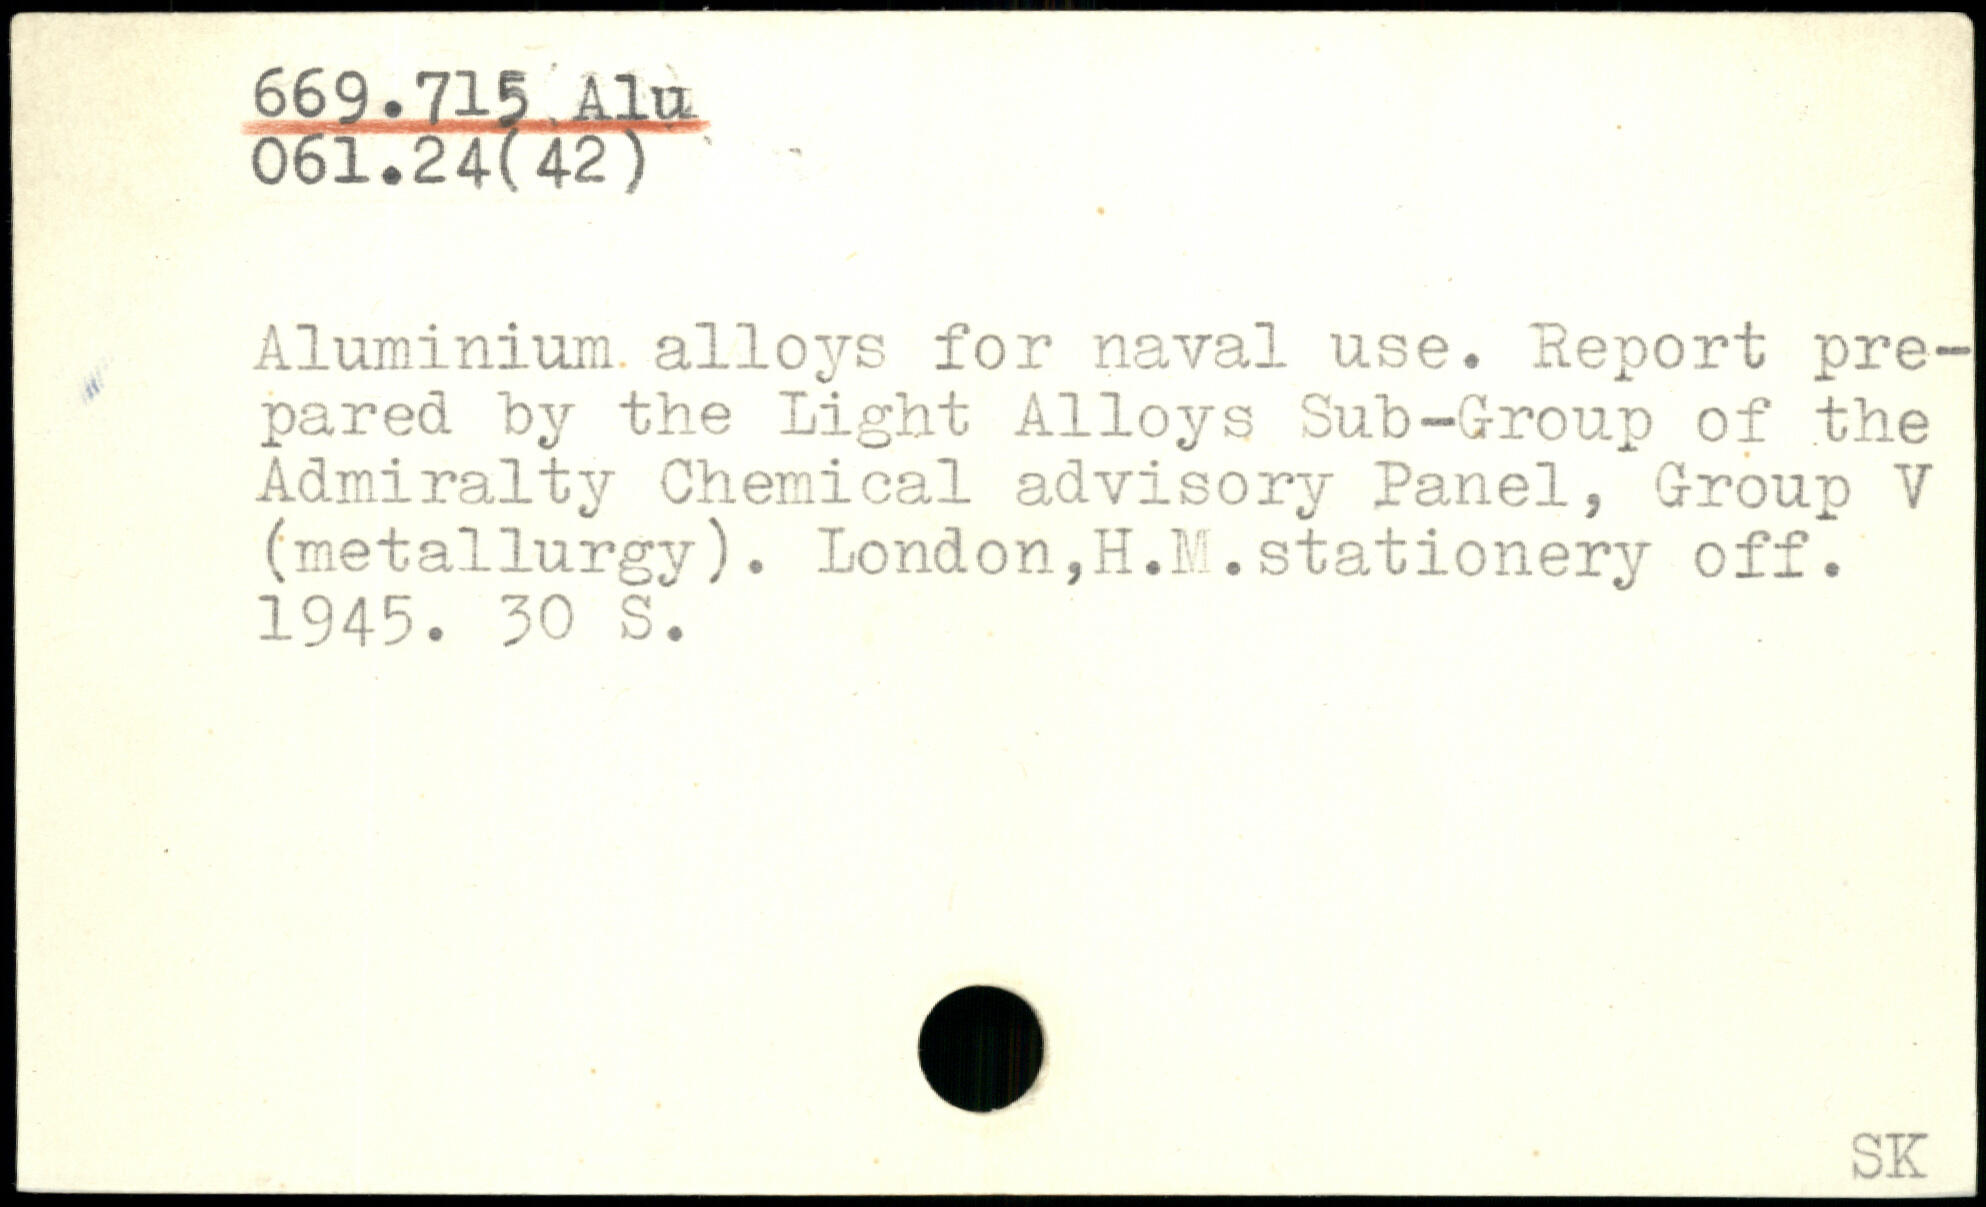 669.715 Alu
061.24(42)
Aluminium alloys for naval use. Report pre-
pared by the Light Alloys Sub-Group of the
Admiralty Chemical advisory Panel, Group V
(metallurgy). London,H.M.stationery off.
1945. 30 S.
SK